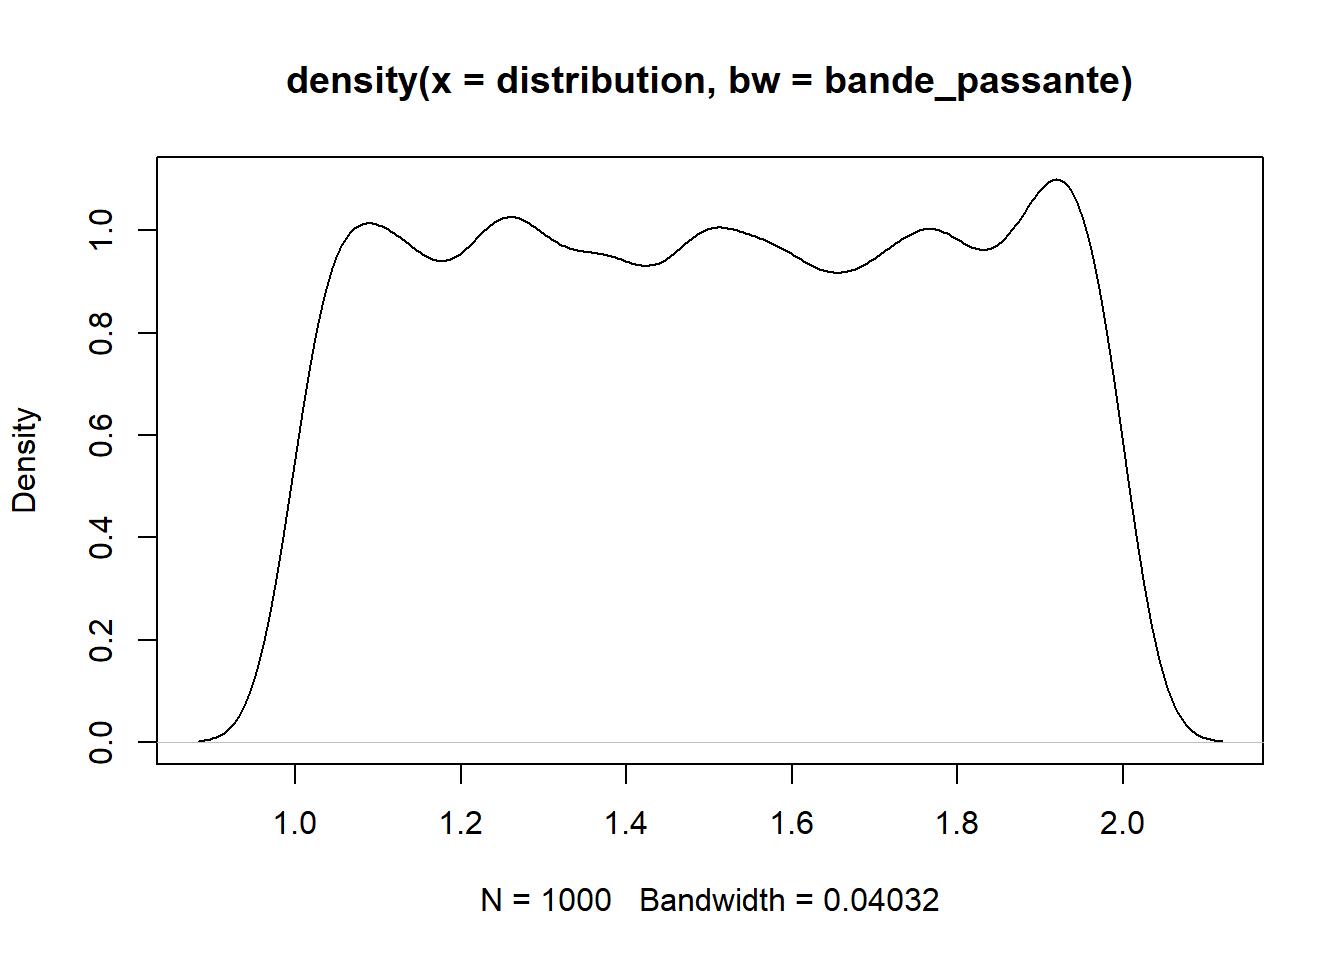 density(x = distribution, bw = bande_passante)
Density
1.0
0.8
0.6
0.4
0.2
0.0
1.0 1.2 1.4 1.6 1.8 2.0
N = 1000 Bandwidth = 0.04032